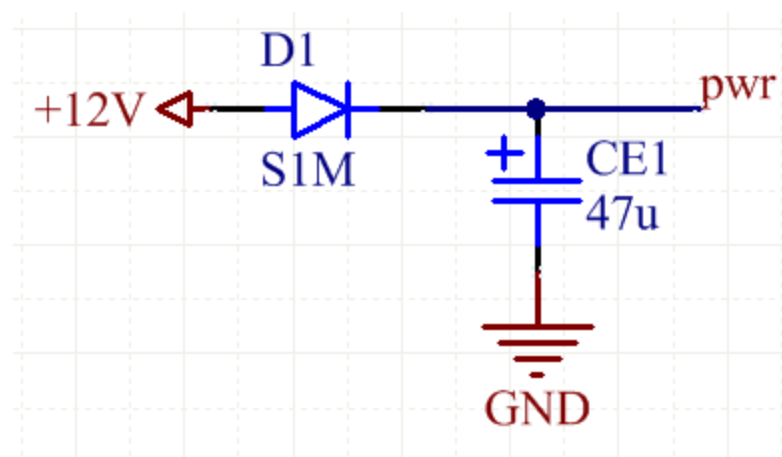 D1
+12V
pwr
S1M
+
CE1
47u
GND